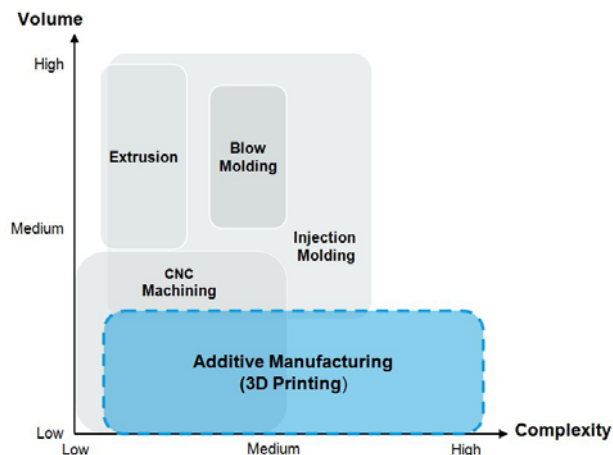 Volume
High
Extrusion
Blow
Molding
Medium
Injection
Molding
CNC
Machining
Additive Manufacturing
(3D Printing)
Low
Complexity
Low
Medium
High